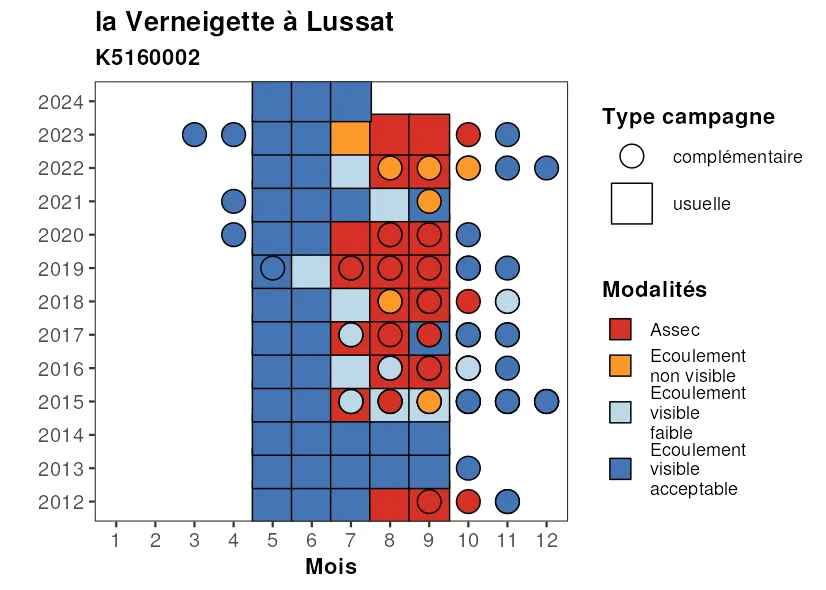 la Verneigette à Lussat
K5160002
2024
2023
2022
2021
2020
2019
2018
2017
2016
2015
2014
2013
2012
1 2 3 4 5 6 7 8 9 10 11 12
Mois
Type campagne
complémentaire
usuelle
Modalités
Assec
Ecoulement
non visible
Ecoulement
visible
faible
Ecoulement
visible
acceptable